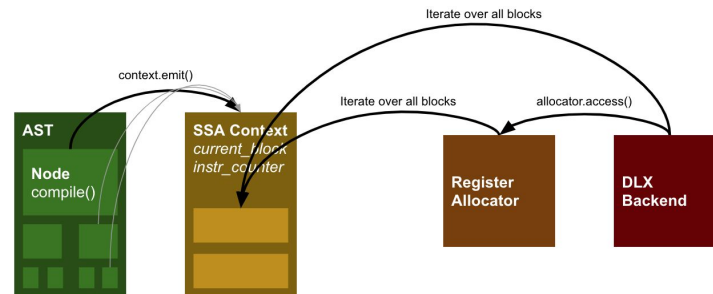 Iterate over all blocks
context.emit()
Iterate over all blocks
allocator.access()
AST
Node
compile()
SSA Context
current_block
instr_counter
Register
Allocator
DLX
Backend